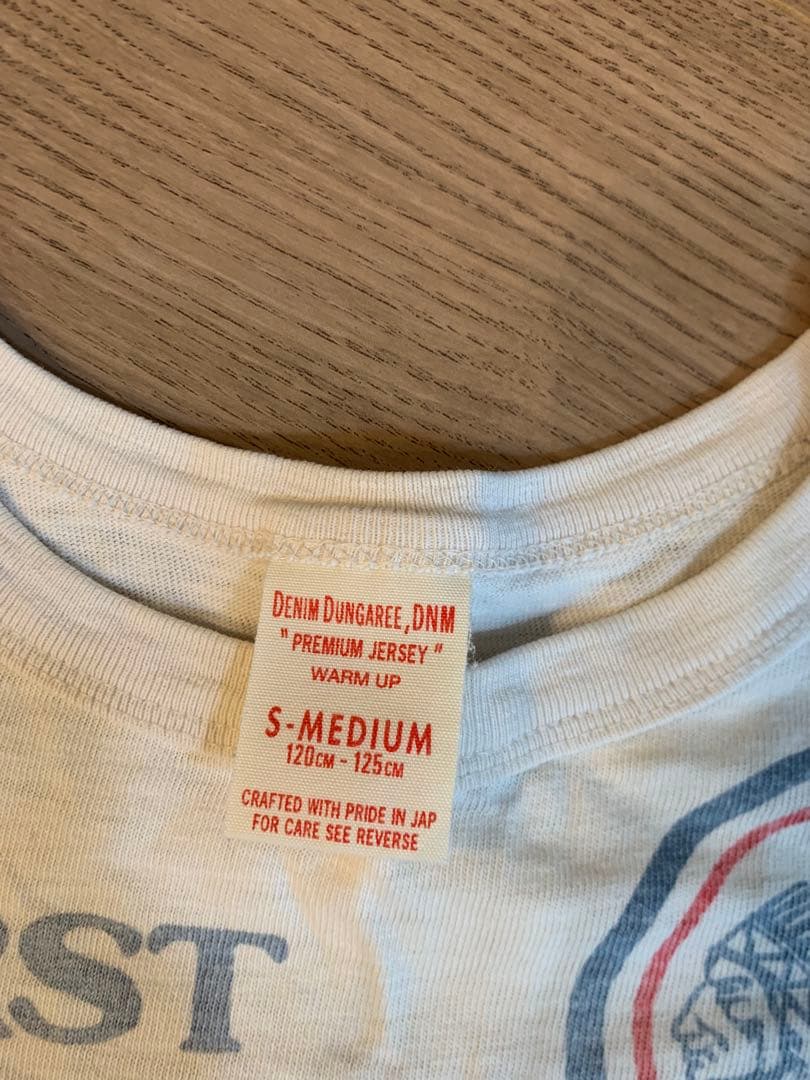 DENIM DUNGAREE, DNM
" PREMIUM JERSEY "
WARM UP
S-MEDIUM
120CM - 125CM
CRAFTED WITH PRIDE IN JAP
FOR CARE SEE REVERSE
RST